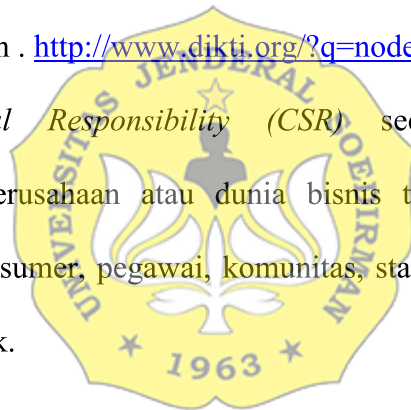 n . http://www.dikti.org/?q=node
al Responsibility (CSR) sec
erusahaan atau dunia bisnis t
sumer, pegawai, komunitas, sta
k.
UNIVERSITAS JENDERAL SOEDIRMAN
1963